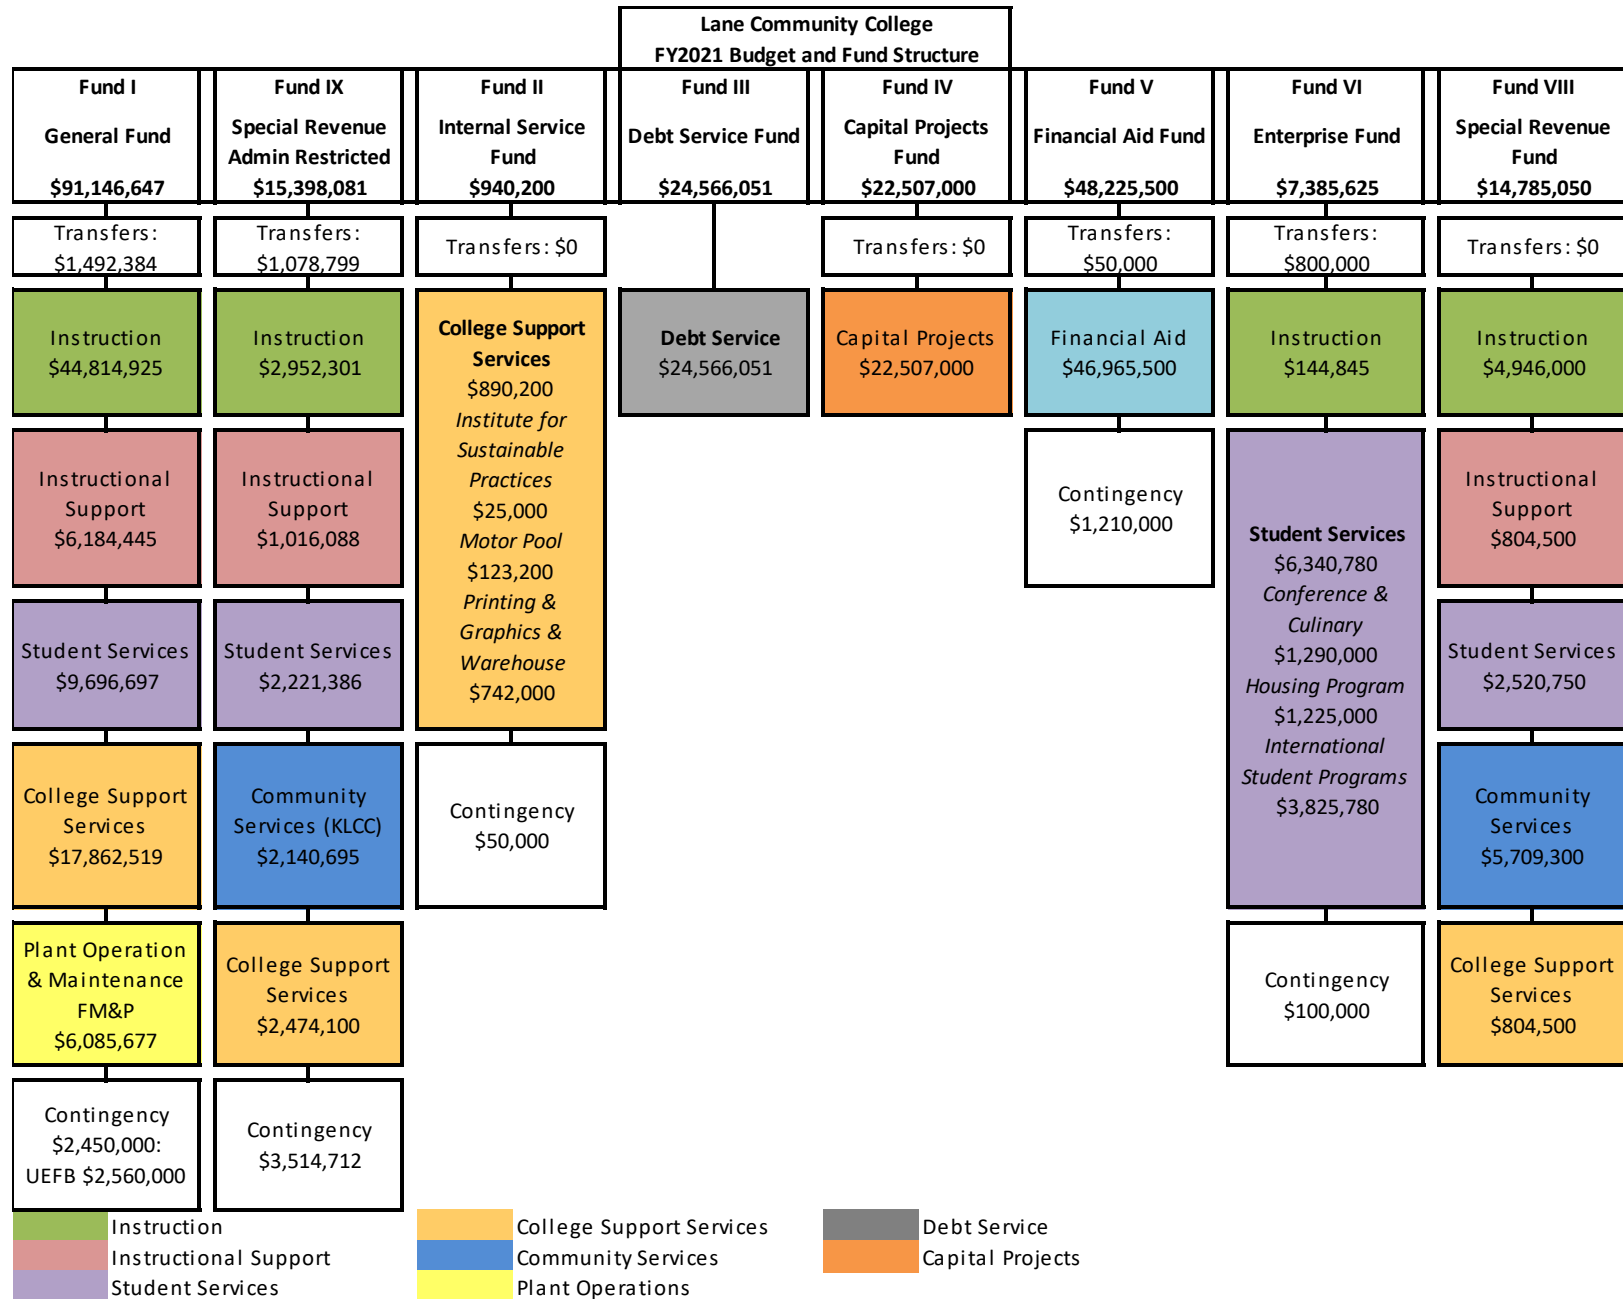 Lane Community College
FY2021 Budget and Fund Structure
Fund I
General Fund
$91,146,647
Transfers:
$1,492,384
Instruction
$44,814,925
Instructional
Support
$6,184,445
Student Services
$9,696,697
College Support
Services
$17,862,519
Plant Operation
& Maintenance
FM&P
$6,085,677
Contingency
$2,450,000:
UEFB $2,560,000
Fund IX
Special Revenue
Admin Restricted
$15,398,081
Transfers:
$1,078,799
Instruction
$2,952,301
Instructional
Support
$1,016,088
Student Services
$2,221,386
Community
Services (KLCC)
$2,140,695
College Support
Services
$2,474,100
Contingency
$3,514,712
Fund II
Internal Service
Fund
$940,200
Transfers: $0
College Support
Services
$890,200
Institute for
Sustainable
Practices
$25,000
Motor Pool
$123,200
Printing &
Graphics &
Warehouse
$742,000
Contingency
$50,000
Fund III
Debt Service Fund
$24,566,051
Debt Service
$24,566,051
Fund IV
Capital Projects
Fund
$22,507,000
Transfers: $0
Capital Projects
$22,507,000
Fund V
Financial Aid Fund
$48,225,500
Transfers:
$50,000
Financial Aid
$46,965,500
Contingency
$1,210,000
Fund VI
Enterprise Fund
$7,385,625
Transfers:
$800,000
Instruction
$144,845
Student Services
$6,340,780
Conference &
Culinary
$1,290,000
Housing Program
$1,225,000
International
Student Programs
$3,825,780
Contingency
$100,000
Fund VIII
Special Revenue
Fund
$14,785,050
Transfers: $0
Instruction
$4,946,000
Instructional
Support
$804,500
Student Services
$2,520,750
Community
Services
$5,709,300
College Support
Services
$804,500
Instruction
Instructional Support
Student Services
College Support Services
Community Services
Plant Operations
Debt Service
Capital Projects